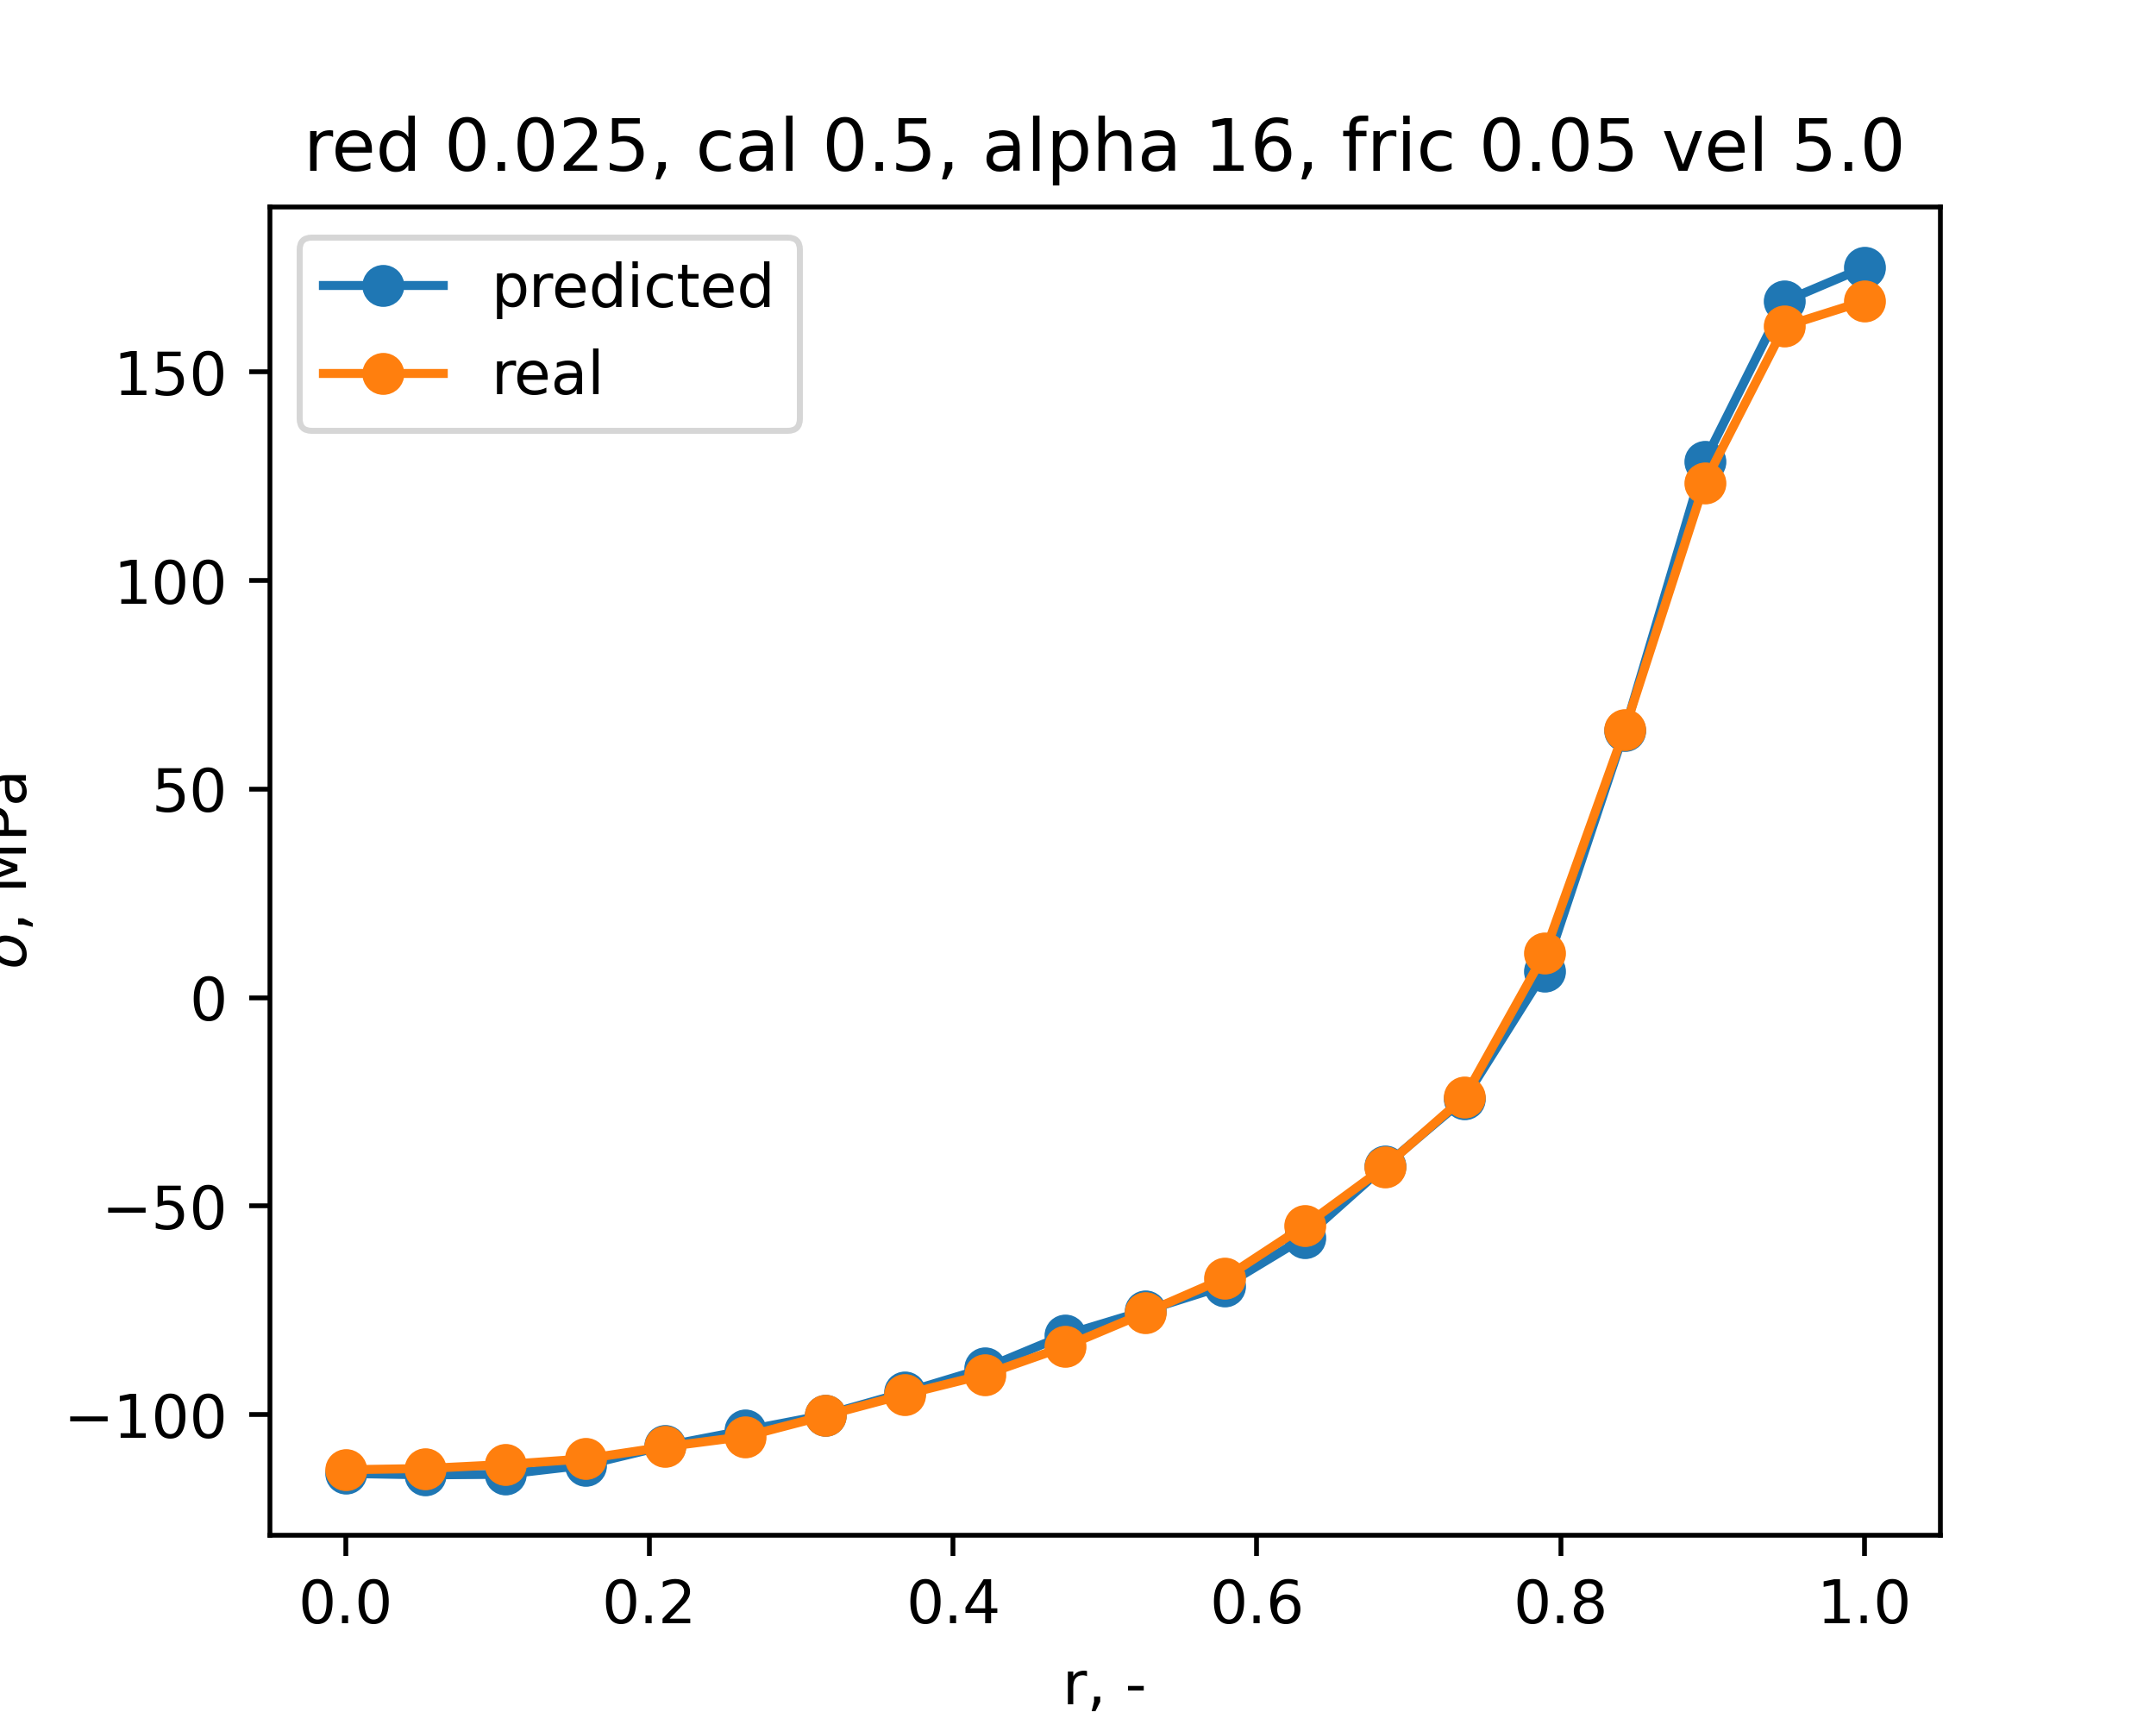 red 0.025, cal 0.5, alpha 16, fric 0.05 vel 5.0
predicted
real
150
100
50
0
−50
−100
σ, MPa
0.0 0.2 0.4 0.6 0.8 1.0
r, -